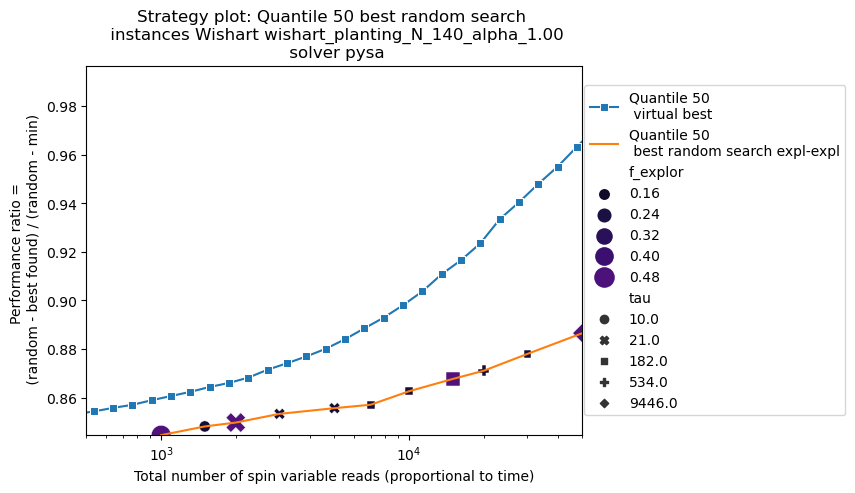 Strategy plot: Quantile 50 best random search
instances Wishart wishart_planting_N_140_alpha_1.00
solver pysa
Performance ratio =
(random - best found) / (random - min)
0.98
0.96
0.94
0.92
0.90
0.88
0.86
10^3
10^4
Total number of spin variable reads (proportional to time)
Quantile 50
virtual best
Quantile 50
best random search expl-expl
f_explor
0.16
0.24
0.32
0.40
0.48
tau
10.0
21.0
182.0
534.0
9446.0